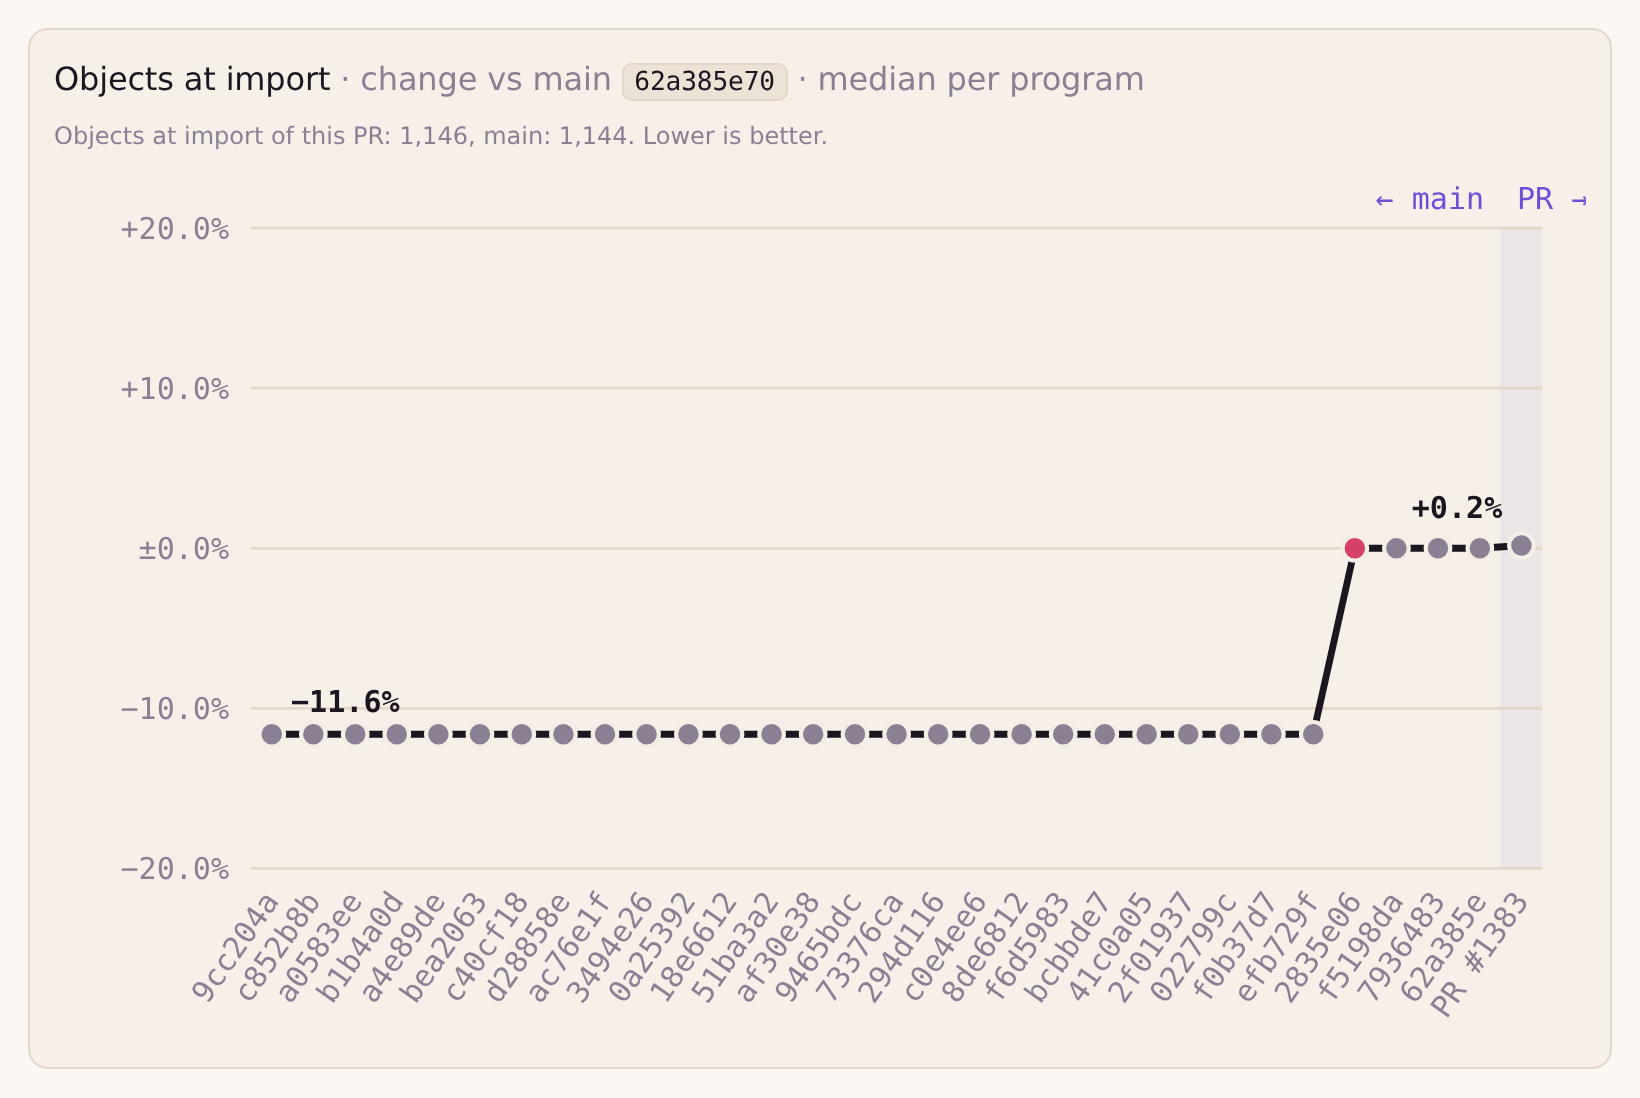 Objects at import · change vs main 62a385e70 · median per program
Objects at import of this PR: 1,146, main: 1,144. Lower is better.
← main PR →
+20.0%
+10.0%
±0.0%
−10.0%
−20.0%
+0.2%
−11.6%
9cc204a
c852b8b
a0583ee
b1b4a0d
a4e89de
bea2063
c40cf18
d28858e
ac76e1f
3494e26
0a25392
18e6612
51ba3a2
af30e38
9465bdc
73376ca
294d116
c0e4ee6
8de6812
f6d5983
bcbbde7
41c0a05
2f01937
022799c
f0b37d7
efb729f
2835e06
f5198da
7936483
62a385e
PR #1383